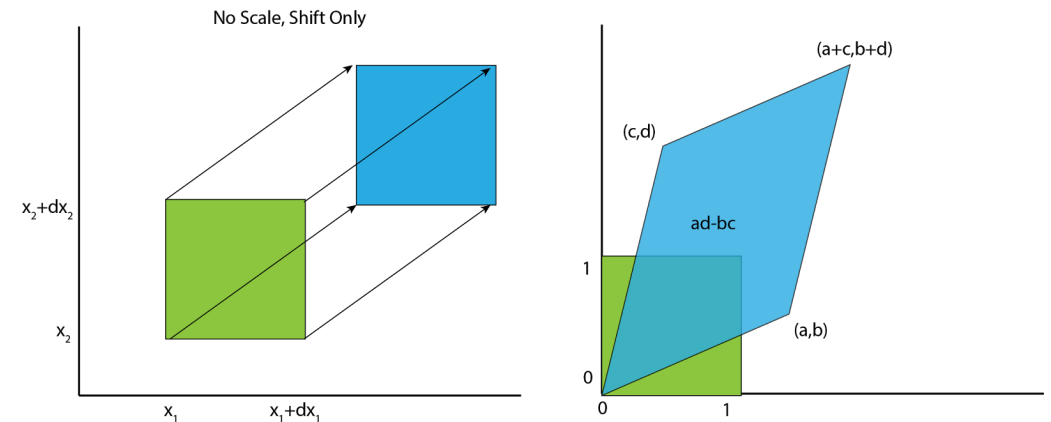 No Scale, Shift Only
x₂+dx₂
x₂
x₁
x₁+dx₁
(a+c,b+d)
(c,d)
ad-bc
1
(a,b)
0
0
1